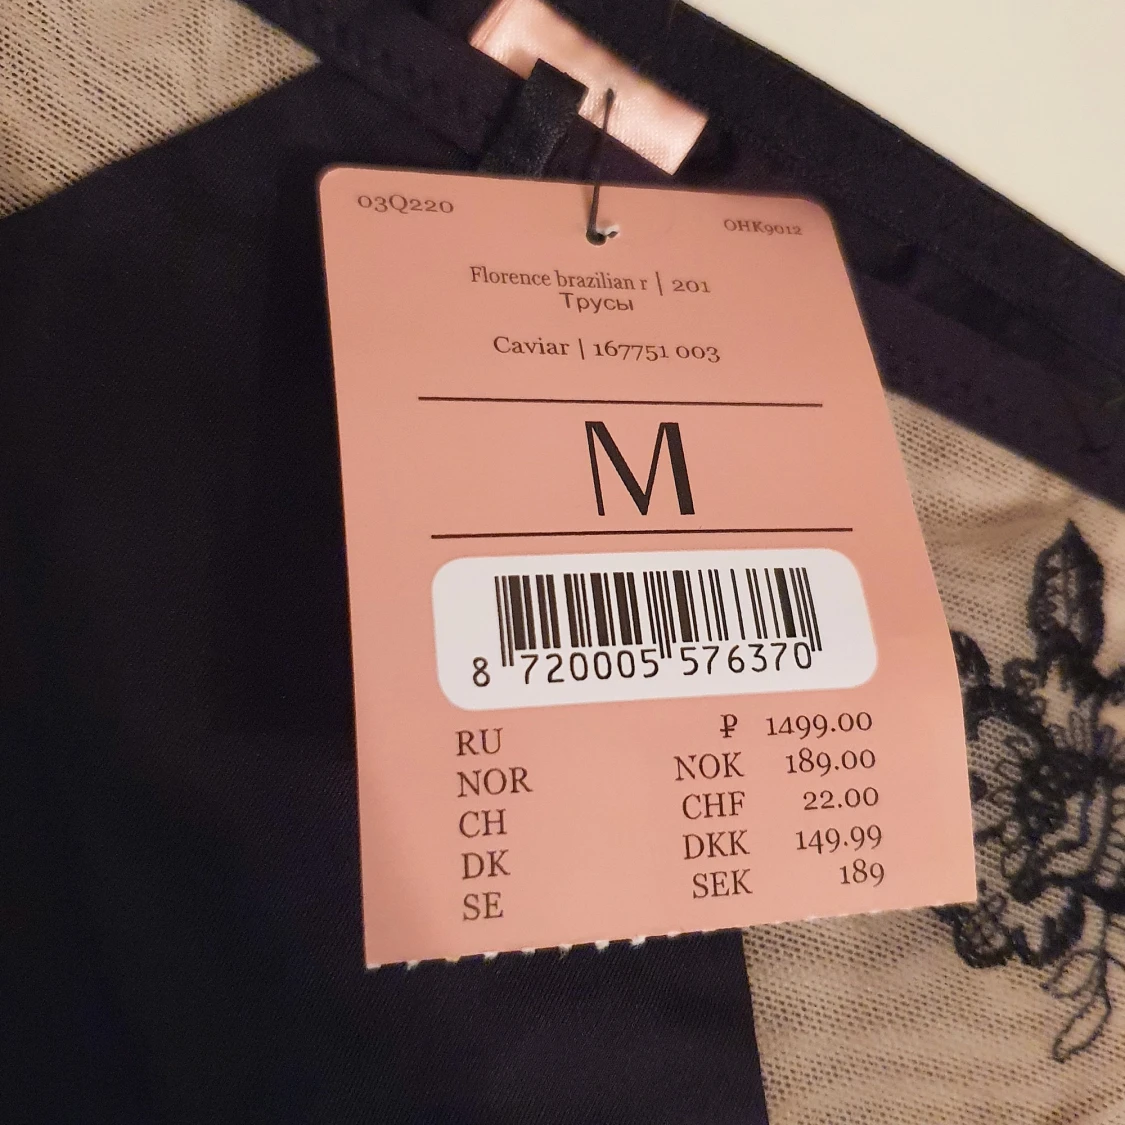 03Q220 OHK9012
Florence brazilian r | 201
Трусы
Caviar | 167751 003
M
8 720005 576370
RU ₽ 1499.00
NOR NOK 189.00
CH CHF 22.00
DK DKK 149.99
SE SEK 189